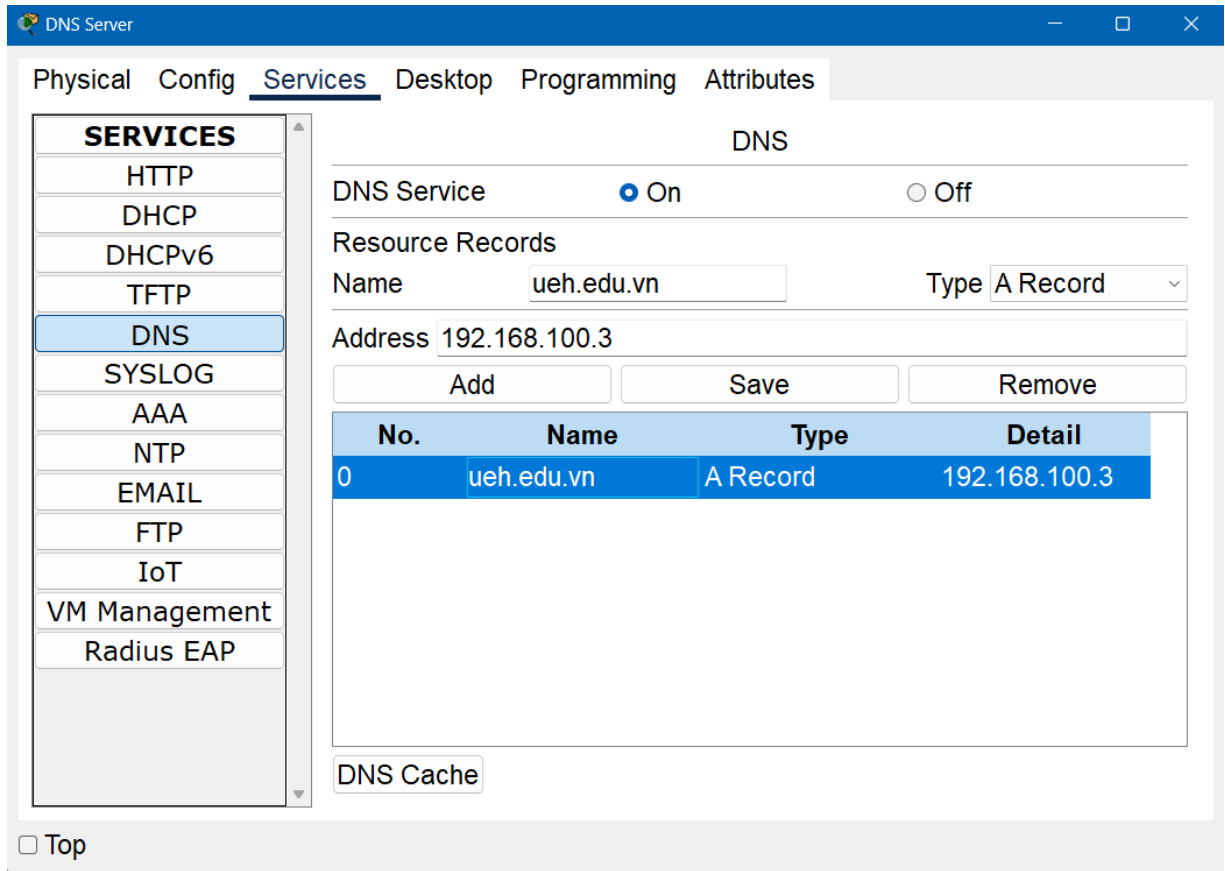 DNS Server
Physical Config Services Desktop Programming Attributes
SERVICES
HTTP
DHCP
DHCPv6
TFTP
DNS
SYSLOG
AAA
NTP
EMAIL
FTP
IoT
VM Management
Radius EAP
DNS
DNS Service On Off
Resource Records
Name ueh.edu.vn Type A Record
Address 192.168.100.3
Add Save Remove
No. Name Type Detail
0 ueh.edu.vn A Record 192.168.100.3
DNS Cache
Top